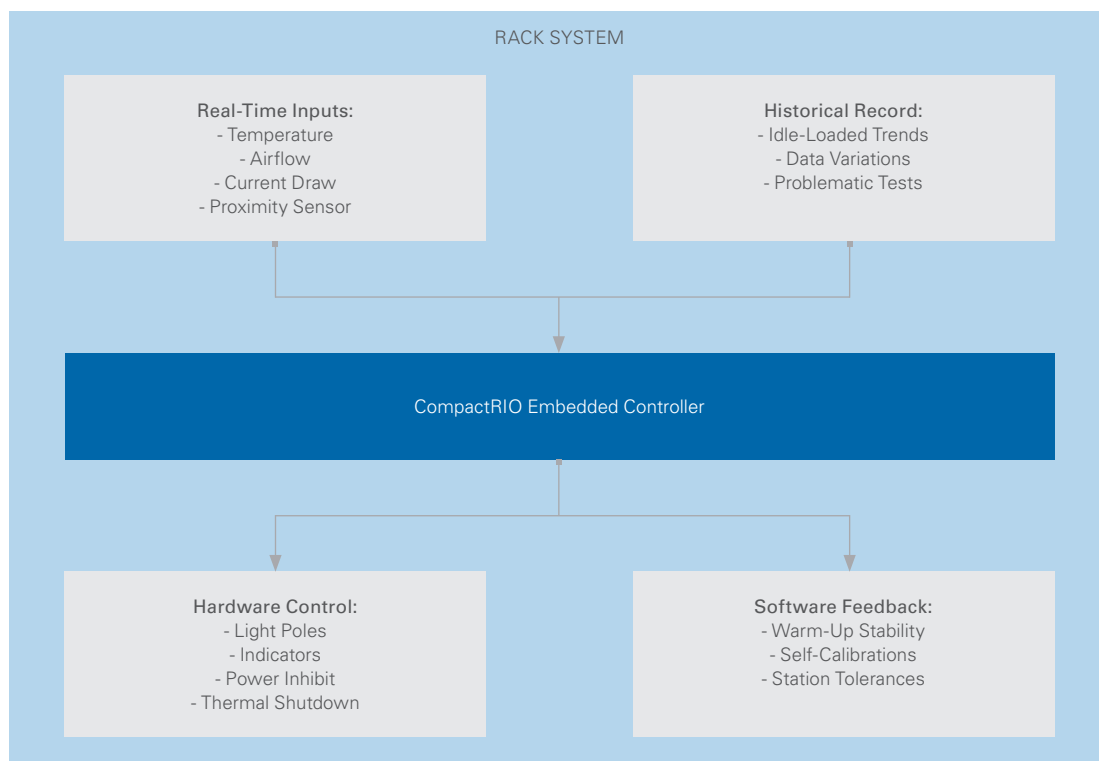 RACK SYSTEM
Real-Time Inputs:
- Temperature
- Airflow
- Current Draw
- Proximity Sensor
Historical Record:
- Idle-Loaded Trends
- Data Variations
- Problematic Tests
CompactRIO Embedded Controller
Hardware Control:
- Light Poles
- Indicators
- Power Inhibit
- Thermal Shutdown
Software Feedback:
- Warm-Up Stability
- Self-Calibrations
- Station Tolerances